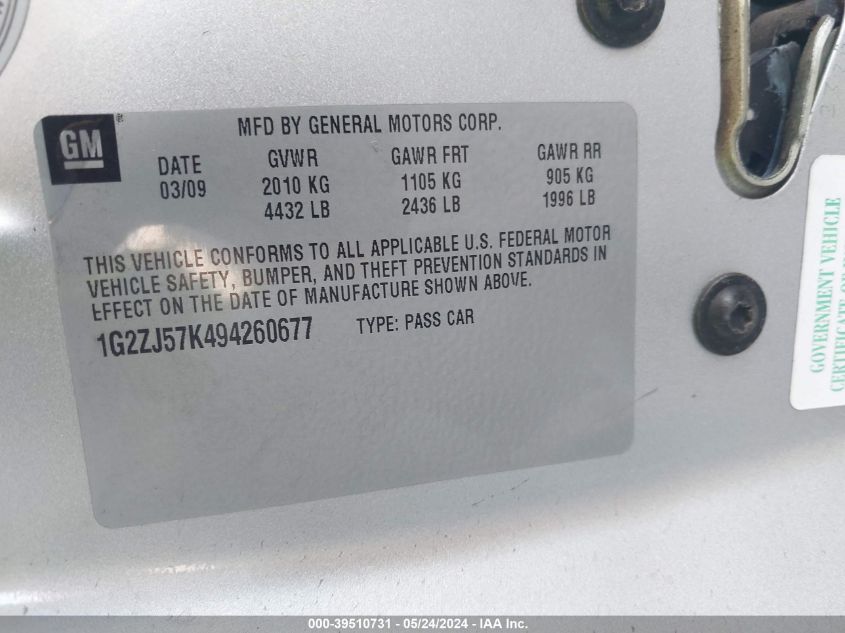 GM
MFD BY GENERAL MOTORS CORP.
DATE GVWR GAWR FRT GAWR RR
03/09 2010 KG 1105 KG 905 KG
4432 LB 2436 LB 1996 LB
THIS VEHICLE CONFORMS TO ALL APPLICABLE U.S. FEDERAL MOTOR
VEHICLE SAFETY, BUMPER, AND THEFT PREVENTION STANDARDS IN
EFFECT ON THE DATE OF MANUFACTURE SHOWN ABOVE.
1G2ZJ57K494260677 TYPE: PASS CAR
GOVERNMENT VEHICLE
000-39510731 - 05/24/2024 - IAA Inc.